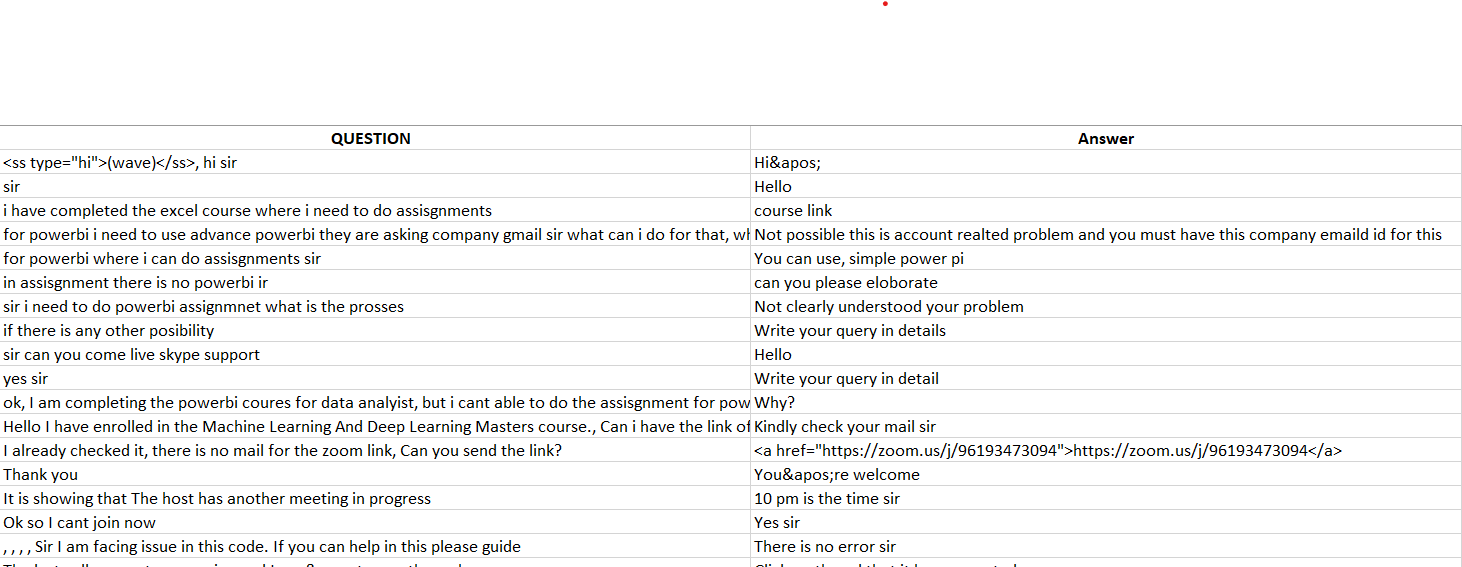 QUESTION Answer
<ss type="hi">(wave)</ss>, hi sir Hi&apos;
sir Hello
i have completed the excel course where i need to do assisgnments course link
for powerbi i need to use advance powerbi they are asking company gmail sir what can i do for that, Not possible this is account realted problem and you must have this company emaild id for this
for powerbi where i can do assisgnments sir You can use, simple power pi
in assisgnment there is no powerbi ir can you please eloborate
sir i need to do powerbi assignmnet what is the prosses Not clearly understood your problem
if there is any other posibility Write your query in details
sir can you come live skype support Hello
yes sir Write your query in detail
ok, I am completing the powerbi coures for data analyist, but i cant able to do the assisgnment for Why?
Hello I have enrolled in the Machine Learning And Deep Learning Masters course., Can i have the link Kindly check your mail sir
I already checked it, there is no mail for the zoom link, Can you send the link? <a href="https://zoom.us/j/96193473094">https://zoom.us/j/96193473094</a>
Thank you You&apos;re welcome
It is showing that The host has another meeting in progress 10 pm is the time sir
Ok so I cant join now Yes sir
, , , , Sir I am facing issue in this code. If you can help in this please guide There is no error sir